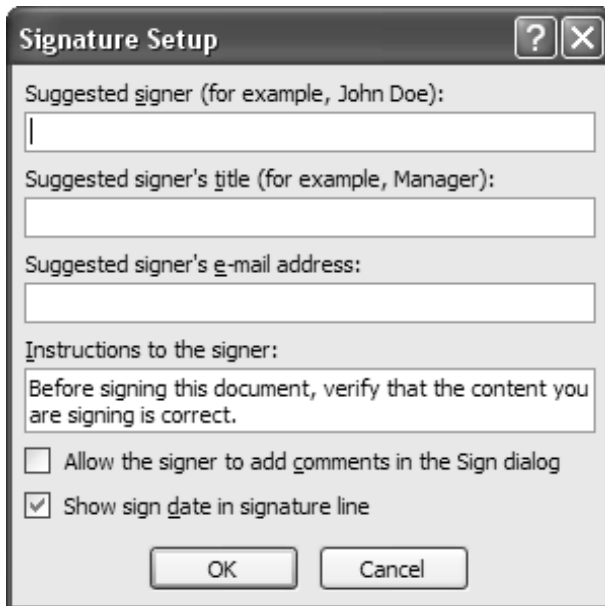 Signature Setup
Suggested signer (for example, John Doe):
Suggested signer's title (for example, Manager):
Suggested signer's e-mail address:
Instructions to the signer:
Before signing this document, verify that the content you
are signing is correct.
Allow the signer to add comments in the Sign dialog
Show sign date in signature line
OK Cancel